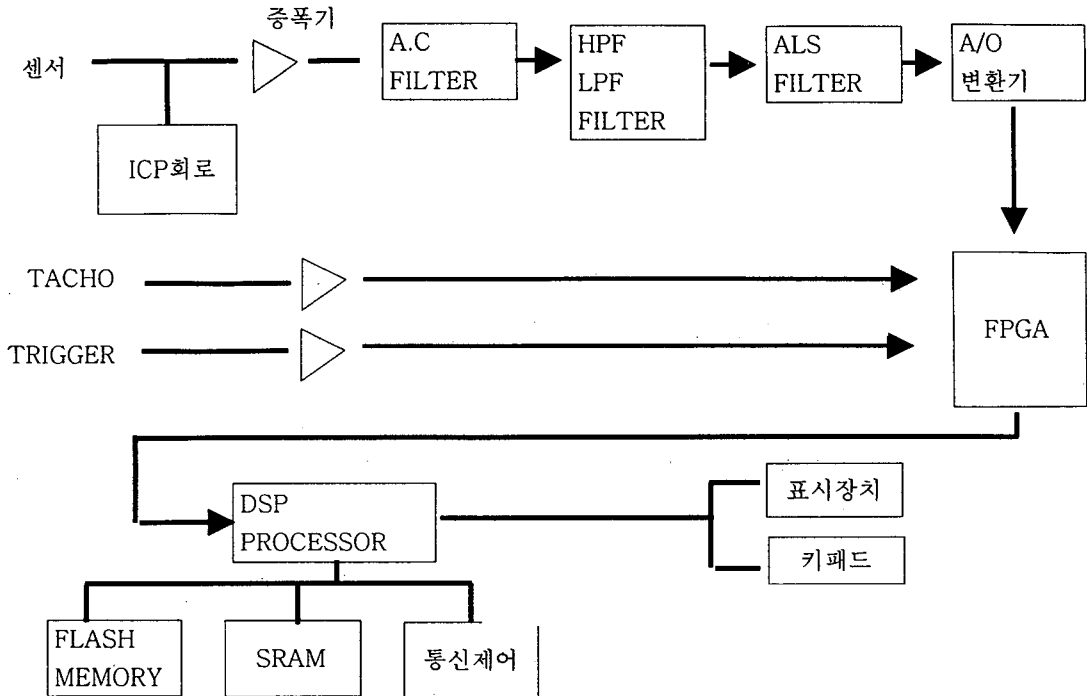 증폭기
센서
A.C
FILTER
HPF
LPF
FILTER
ALS
FILTER
A/O
변환기
ICP회로
TACHO
TRIGGER
FPGA
DSP
PROCESSOR
표시장치
키패드
FLASH
MEMORY
SRAM
통신제어